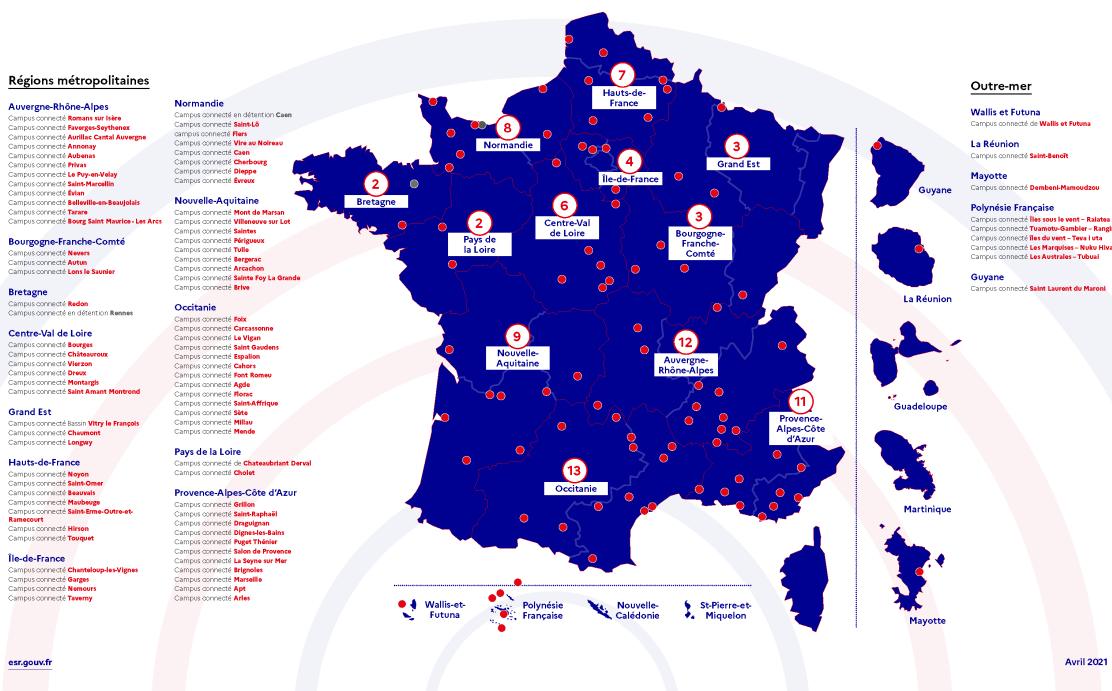 Régions métropolitaines
Auvergne-Rhône-Alpes
Campus connecté Romans sur Isère
Campus connecté Faverges-Seythenex
Campus connecté Aurillac Cantal Auvergne
Campus connecté Annonay
Campus connecté Aubenas
Campus connecté Privas
Campus connecté Le Puy-en-Velay
Campus connecté Saint-Marcellin
Campus connecté Évian
Campus connecté Belleville-en-Beaujolais
Campus connecté Tarare
Campus connecté Bourg Saint Maurice - Les Arcs
Bourgogne-Franche-Comté
Campus connecté Nevers
Campus connecté Autun
Campus connecté Lons le Saunier
Bretagne
Campus connecté Redon
Campus connecté en détention Rennes
Centre-Val de Loire
Campus connecté Bourges
Campus connecté Châteauroux
Campus connecté Vierzon
Campus connecté Dreux
Campus connecté Montargis
Campus connecté Saint Amant Montrond
Grand Est
Campus connecté Bassin Vitry le François
Campus connecté Chaumont
Campus connecté Longwy
Hauts-de-France
Campus connecté Noyon
Campus connecté Saint-Omer
Campus connecté Beauvais
Campus connecté Maubeuge
Campus connecté Saint-Erme-Outre-et-
Ramecourt
Campus connecté Hirson
Campus connecté Touquet
Île-de-France
Campus connecté Chanteloup-les-Vignes
Campus connecté Garges
Campus connecté Nemours
Campus connecté Taverny
Normandie
Campus connecté en détention Caen
Campus connecté Saint-Lô
campus connecté Flers
Campus connecté Vire au Noireau
Campus connecté Caen
Campus connecté Cherbourg
Campus connecté Dieppe
Campus connecté Évreux
Nouvelle-Aquitaine
Campus connecté Mont de Marsan
Campus connecté Villeneuve sur Lot
Campus connecté Saintes
Campus connecté Périgueux
Campus connecté Tulle
Campus connecté Bergerac
Campus connecté Arcachon
Campus connecté Sainte Foy La Grande
Campus connecté Brive
Occitanie
Campus connecté Foix
Campus connecté Carcassonne
Campus connecté Le Vigan
Campus connecté Saint Gaudens
Campus connecté Espalion
Campus connecté Cahors
Campus connecté Font Romeu
Campus connecté Agde
Campus connecté Florac
Campus connecté Saint-Affrique
Campus connecté Sète
Campus connecté Millau
Campus connecté Mende
Pays de la Loire
Campus connecté de Chateaubriant Derval
Campus connecté Cholet
Provence-Alpes-Côte d'Azur
Campus connecté Grillon
Campus connecté Saint-Raphaël
Campus connecté Draguignan
Campus connecté Dignes-les-Bains
Campus connecté Puget Thénier
Campus connecté Salon de Provence
Campus connecté La Seyne sur Mer
Campus connecté Brignoles
Campus connecté Marseille
Campus connecté Apt
Campus connecté Arles
7
Hauts-de-
France
8
Normandie
3
Grand Est
4
Île-de-France
2
Bretagne
6
Centre-Val
de Loire
2
Pays de
la Loire
3
Bourgogne-
Franche-
Comté
9
Nouvelle-
Aquitaine
12
Auvergne-
Rhône-Alpes
11
Provence-
Alpes-Côte
d'Azur
13
Occitanie
Wallis-et-
Futuna
Polynésie
Française
Nouvelle-
Calédonie
St-Pierre-et-
Miquelon
Guyane
La Réunion
Guadeloupe
Martinique
Mayotte
Outre-mer
Wallis et Futuna
Campus connecté de Wallis et Futuna
La Réunion
Campus connecté Saint-Benoît
Mayotte
Campus connecté Dembeni-Mamoudzou
Polynésie Française
Campus connecté Îles sous le vent – Raiatea
Campus connecté Tuamotu-Gambier – Rangi
Campus connecté Îles du vent – Teva I uta
Campus connecté Les Marquises – Nuku Hiva
Campus connecté Les Australes – Tubuai
Guyane
Campus connecté Saint Laurent du Maroni
esr.gouv.fr
Avril 2021